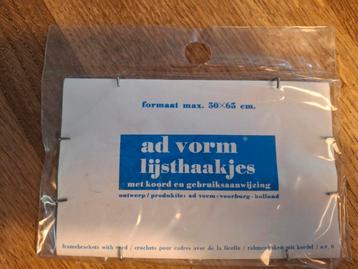 formaat max. 50×65 cm.
ad vorm®
lijsthaakjes
met koord en gebruiksaanwijzing
ontwerp/produktie: ad vorm-voorburg-holland
framebrackets with cord / crochets pour cadres avec de la ficelle / rahmenhaken mit kordel / a.v. 6